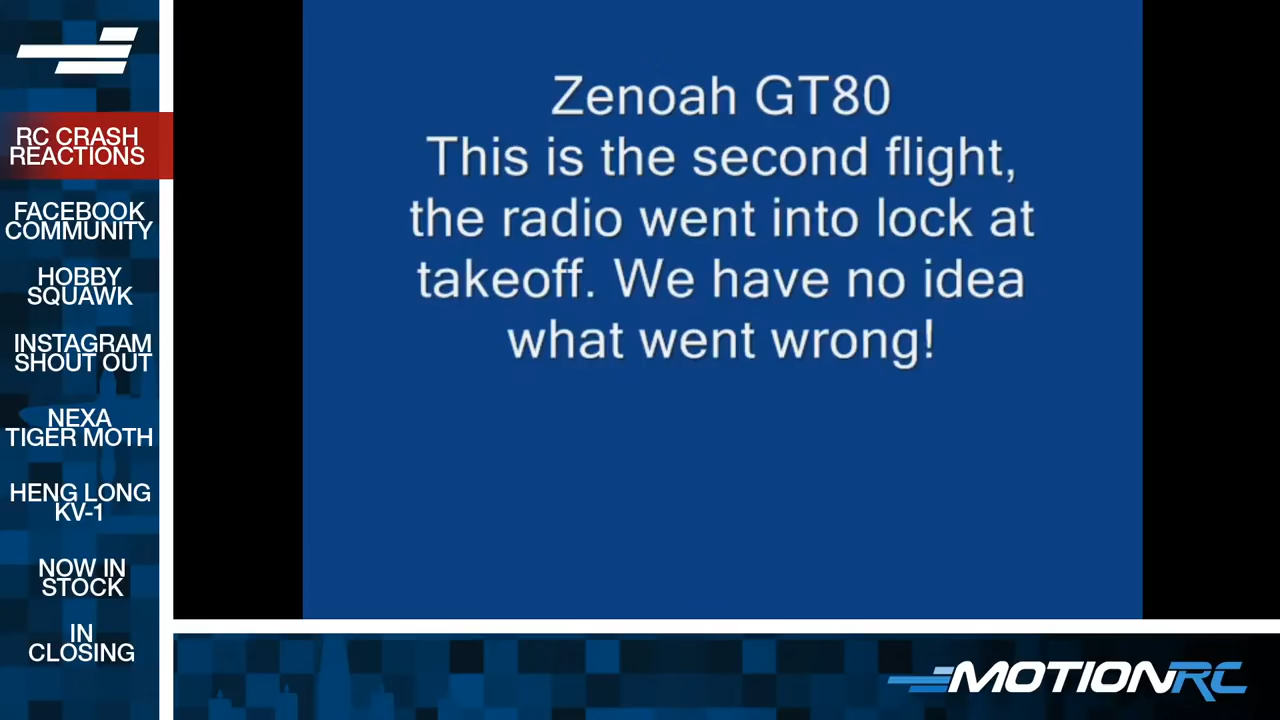 RC CRASH
REACTIONS
FACEBOOK
COMMUNITY
HOBBY
SQUAWK
INSTAGRAM
SHOUT OUT
NEXA
TIGER MOTH
HENG LONG
KV-1
NOW IN
STOCK
IN
CLOSING
Zenoah GT80
This is the second flight,
the radio went into lock at
takeoff. We have no idea
what went wrong!
MOTIONRC